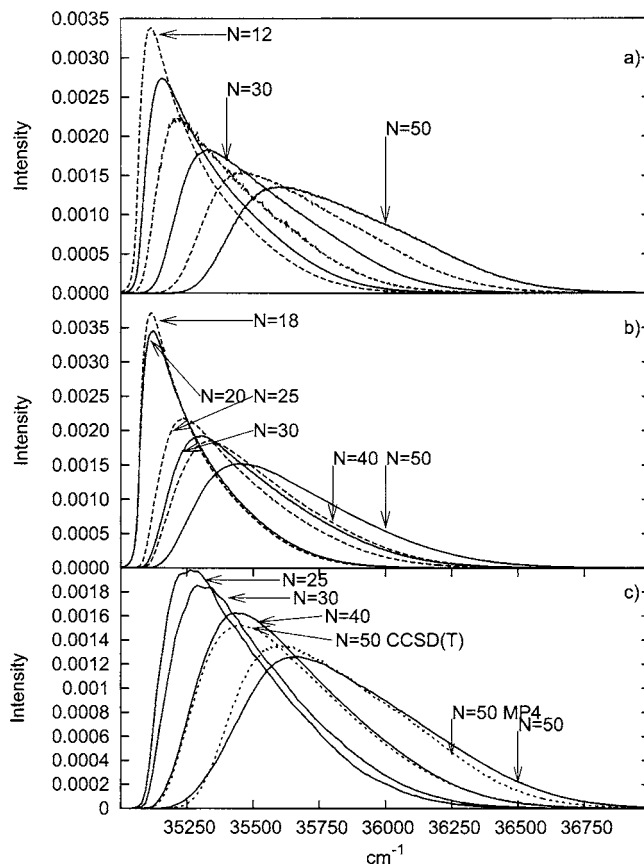 0.0035
0.0030
0.0025
0.0020
0.0015
0.0010
0.0005
0.0000
Intensity
N=12
N=30
N=50
a)
0.0035
0.0030
0.0025
0.0020
0.0015
0.0010
0.0005
0.0000
Intensity
N=18
N=20 N=25
N=30
N=40 N=50
b)
0.0018
0.0016
0.0014
0.0012
0.001
0.0008
0.0006
0.0004
0.0002
0
Intensity
N=25
N=30
N=40
N=50 CCSD(T)
N=50 MP4
N=50
c)
35250 35500 35750 36000 36250 36500 36750
cm-1